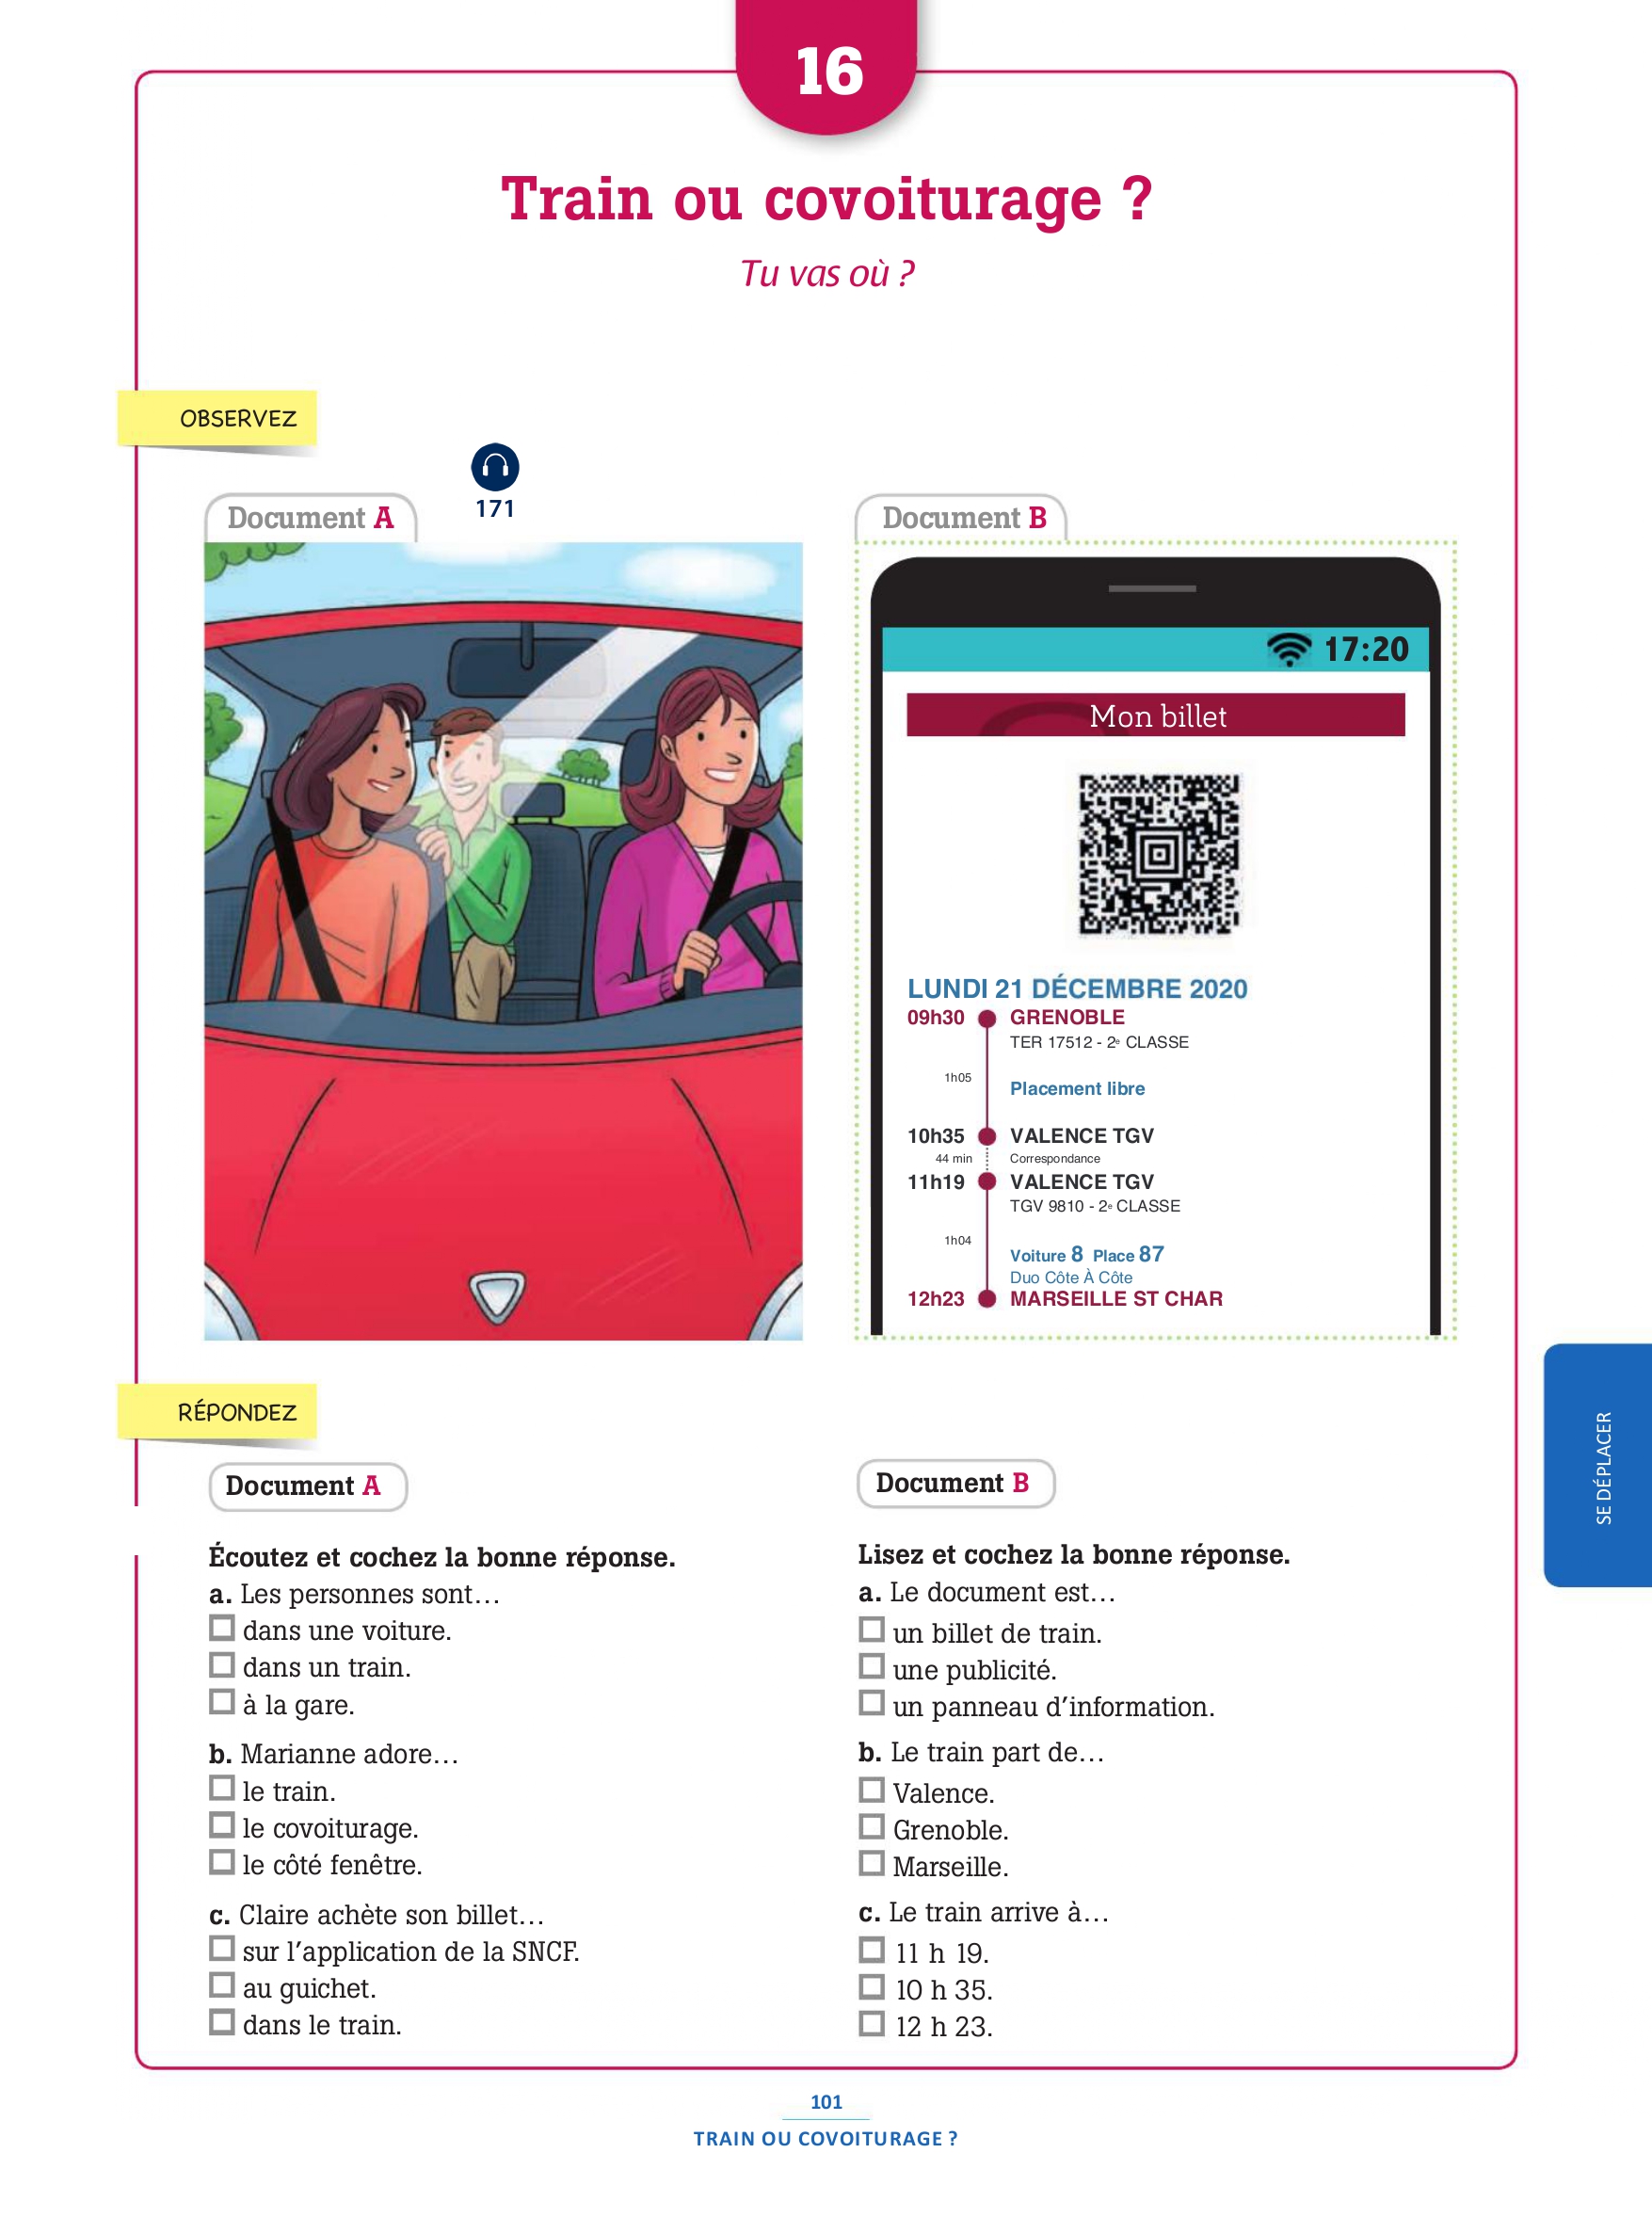 16
Train ou covoiturage ?
Tu vas où ?
OBSERVEZ
171
Document A
Document B
17:20
Mon billet
LUNDI 21 DÉCEMBRE 2020
09h30 GRENOBLE
TER 17512 - 2e CLASSE
1h05
Placement libre
10h35 VALENCE TGV
44 min Correspondance
11h19 VALENCE TGV
TGV 9810 - 2e CLASSE
1h04
Voiture 8 Place 87
Duo Côte À Côte
12h23 MARSEILLE ST CHAR
SE DÉPLACER
RÉPONDEZ
Document A
Écoutez et cochez la bonne réponse.
a. Les personnes sont…
dans une voiture.
dans un train.
à la gare.
b. Marianne adore…
le train.
le covoiturage.
le côté fenêtre.
c. Claire achète son billet…
sur l’application de la SNCF.
au guichet.
dans le train.
Document B
Lisez et cochez la bonne réponse.
a. Le document est…
un billet de train.
une publicité.
un panneau d’information.
b. Le train part de…
Valence.
Grenoble.
Marseille.
c. Le train arrive à…
11 h 19.
10 h 35.
12 h 23.
101
TRAIN OU COVOITURAGE ?